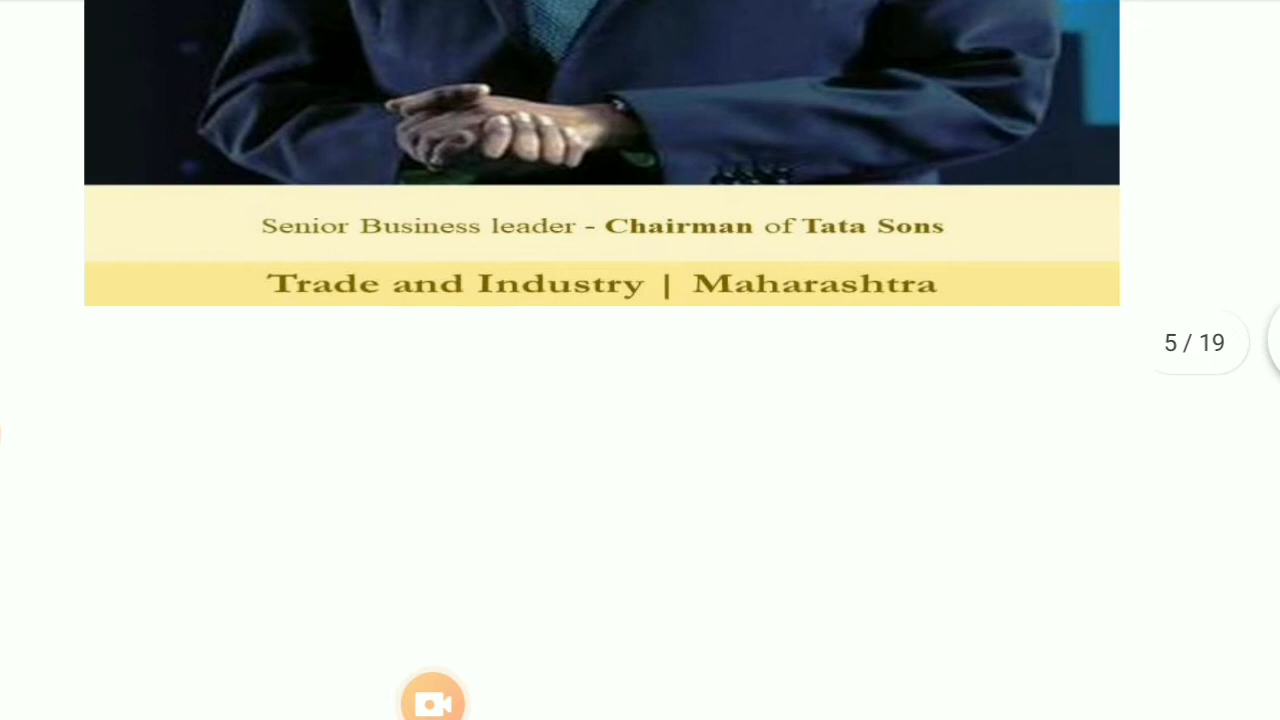 Senior Business leader - Chairman of Tata Sons
Trade and Industry | Maharashtra
5 / 19